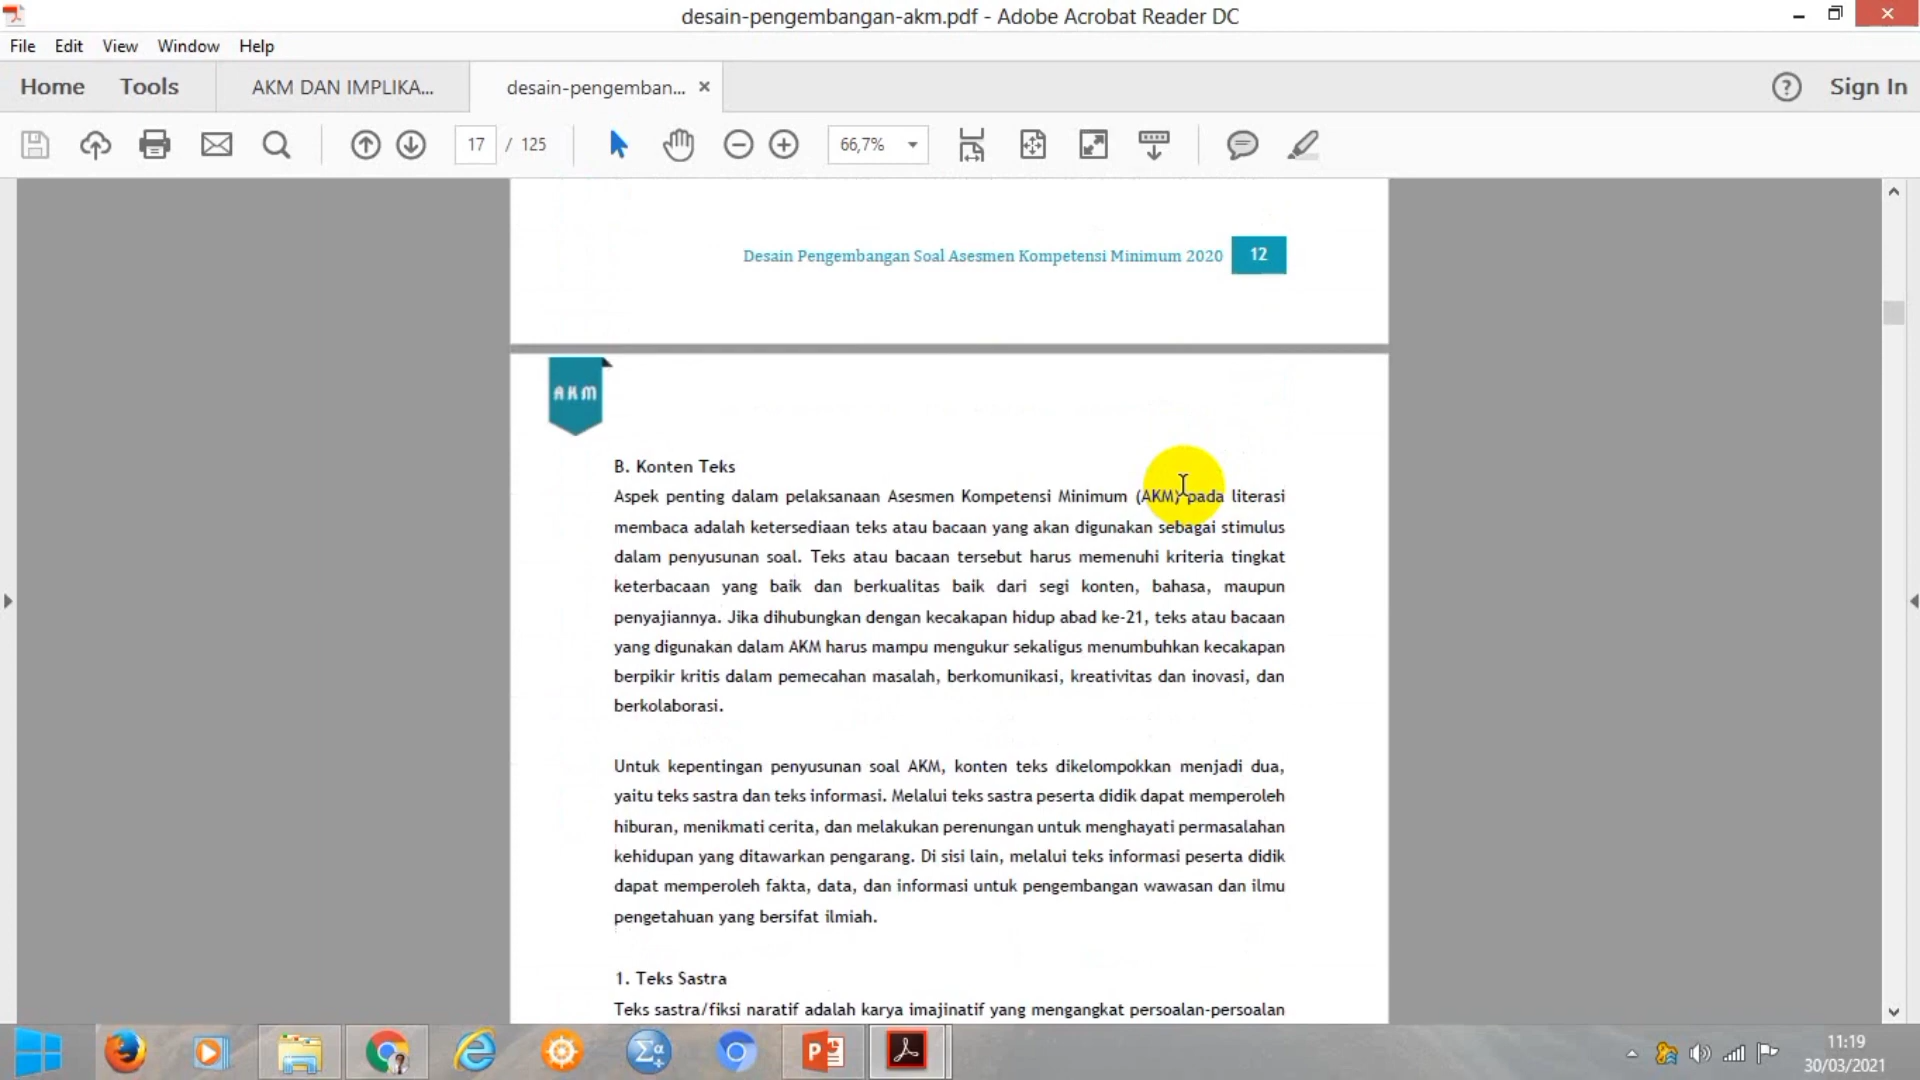 desain-pengembangan-akm.pdf - Adobe Acrobat Reader DC
File Edit View Window Help
Home Tools AKM DAN IMPLIKA... desain-pengemban... Sign In
17 / 125 66,7%
Desain Pengembangan Soal Asesmen Kompetensi Minimum 2020 12
AKM
B. Konten Teks
Aspek penting dalam pelaksanaan Asesmen Kompetensi Minimum (AKM) pada literasi
membaca adalah ketersediaan teks atau bacaan yang akan digunakan sebagai stimulus
dalam penyusunan soal. Teks atau bacaan tersebut harus memenuhi kriteria tingkat
keterbacaan yang baik dan berkualitas baik dari segi konten, bahasa, maupun
penyajiannya. Jika dihubungkan dengan kecakapan hidup abad ke-21, teks atau bacaan
yang digunakan dalam AKM harus mampu mengukur sekaligus menumbuhkan kecakapan
berpikir kritis dalam pemecahan masalah, berkomunikasi, kreativitas dan inovasi, dan
berkolaborasi.
Untuk kepentingan penyusunan soal AKM, konten teks dikelompokkan menjadi dua,
yaitu teks sastra dan teks informasi. Melalui teks sastra peserta didik dapat memperoleh
hiburan, menikmati cerita, dan melakukan perenungan untuk menghayati permasalahan
kehidupan yang ditawarkan pengarang. Di sisi lain, melalui teks informasi peserta didik
dapat memperoleh fakta, data, dan informasi untuk pengembangan wawasan dan ilmu
pengetahuan yang bersifat ilmiah.
1. Teks Sastra
Teks sastra/fiksi naratif adalah karya imajinatif yang mengangkat persoalan-persoalan
11:19
30/03/2021